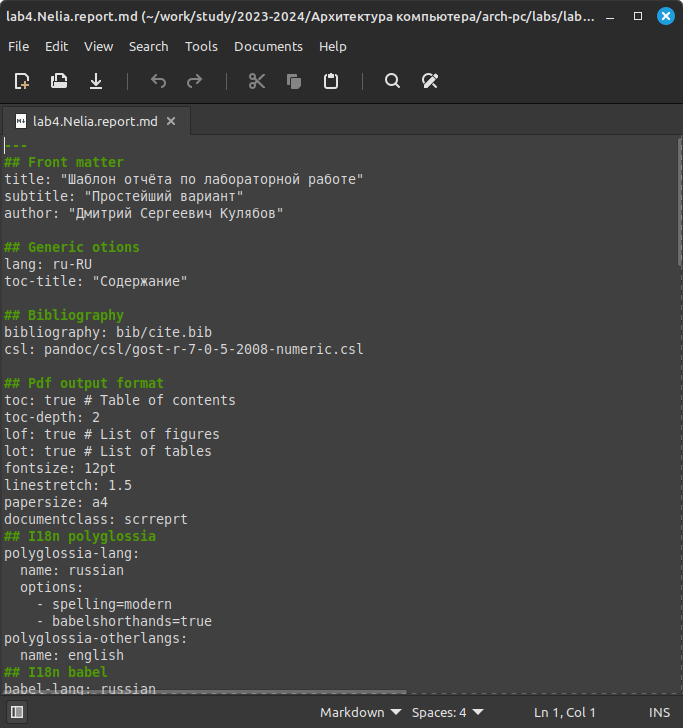 lab4.Nelia.report.md (~/work/study/2023-2024/Архитектура компьютера/arch-pc/labs/lab...
File Edit View Search Tools Documents Help
lab4.Nelia.report.md
---
## Front matter
title: "Шаблон отчёта по лабораторной работе"
subtitle: "Простейший вариант"
author: "Дмитрий Сергеевич Кулябов"
## Generic otions
lang: ru-RU
toc-title: "Содержание"
## Bibliography
bibliography: bib/cite.bib
csl: pandoc/csl/gost-r-7-0-5-2008-numeric.csl
## Pdf output format
toc: true # Table of contents
toc-depth: 2
lof: true # List of figures
lot: true # List of tables
fontsize: 12pt
linestretch: 1.5
papersize: a4
documentclass: scrreprt
## I18n polyglossia
polyglossia-lang:
  name: russian
  options:
    - spelling=modern
    - babelshorthands=true
polyglossia-otherlangs:
  name: english
## I18n babel
babel-lang: russian
Markdown Spaces: 4 Ln 1, Col 1 INS